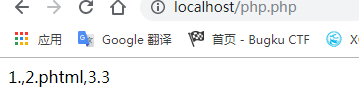 localhost/php.php
应用 Google 翻译 首页 - Bugku CTF
1.,2.phtml,3.3